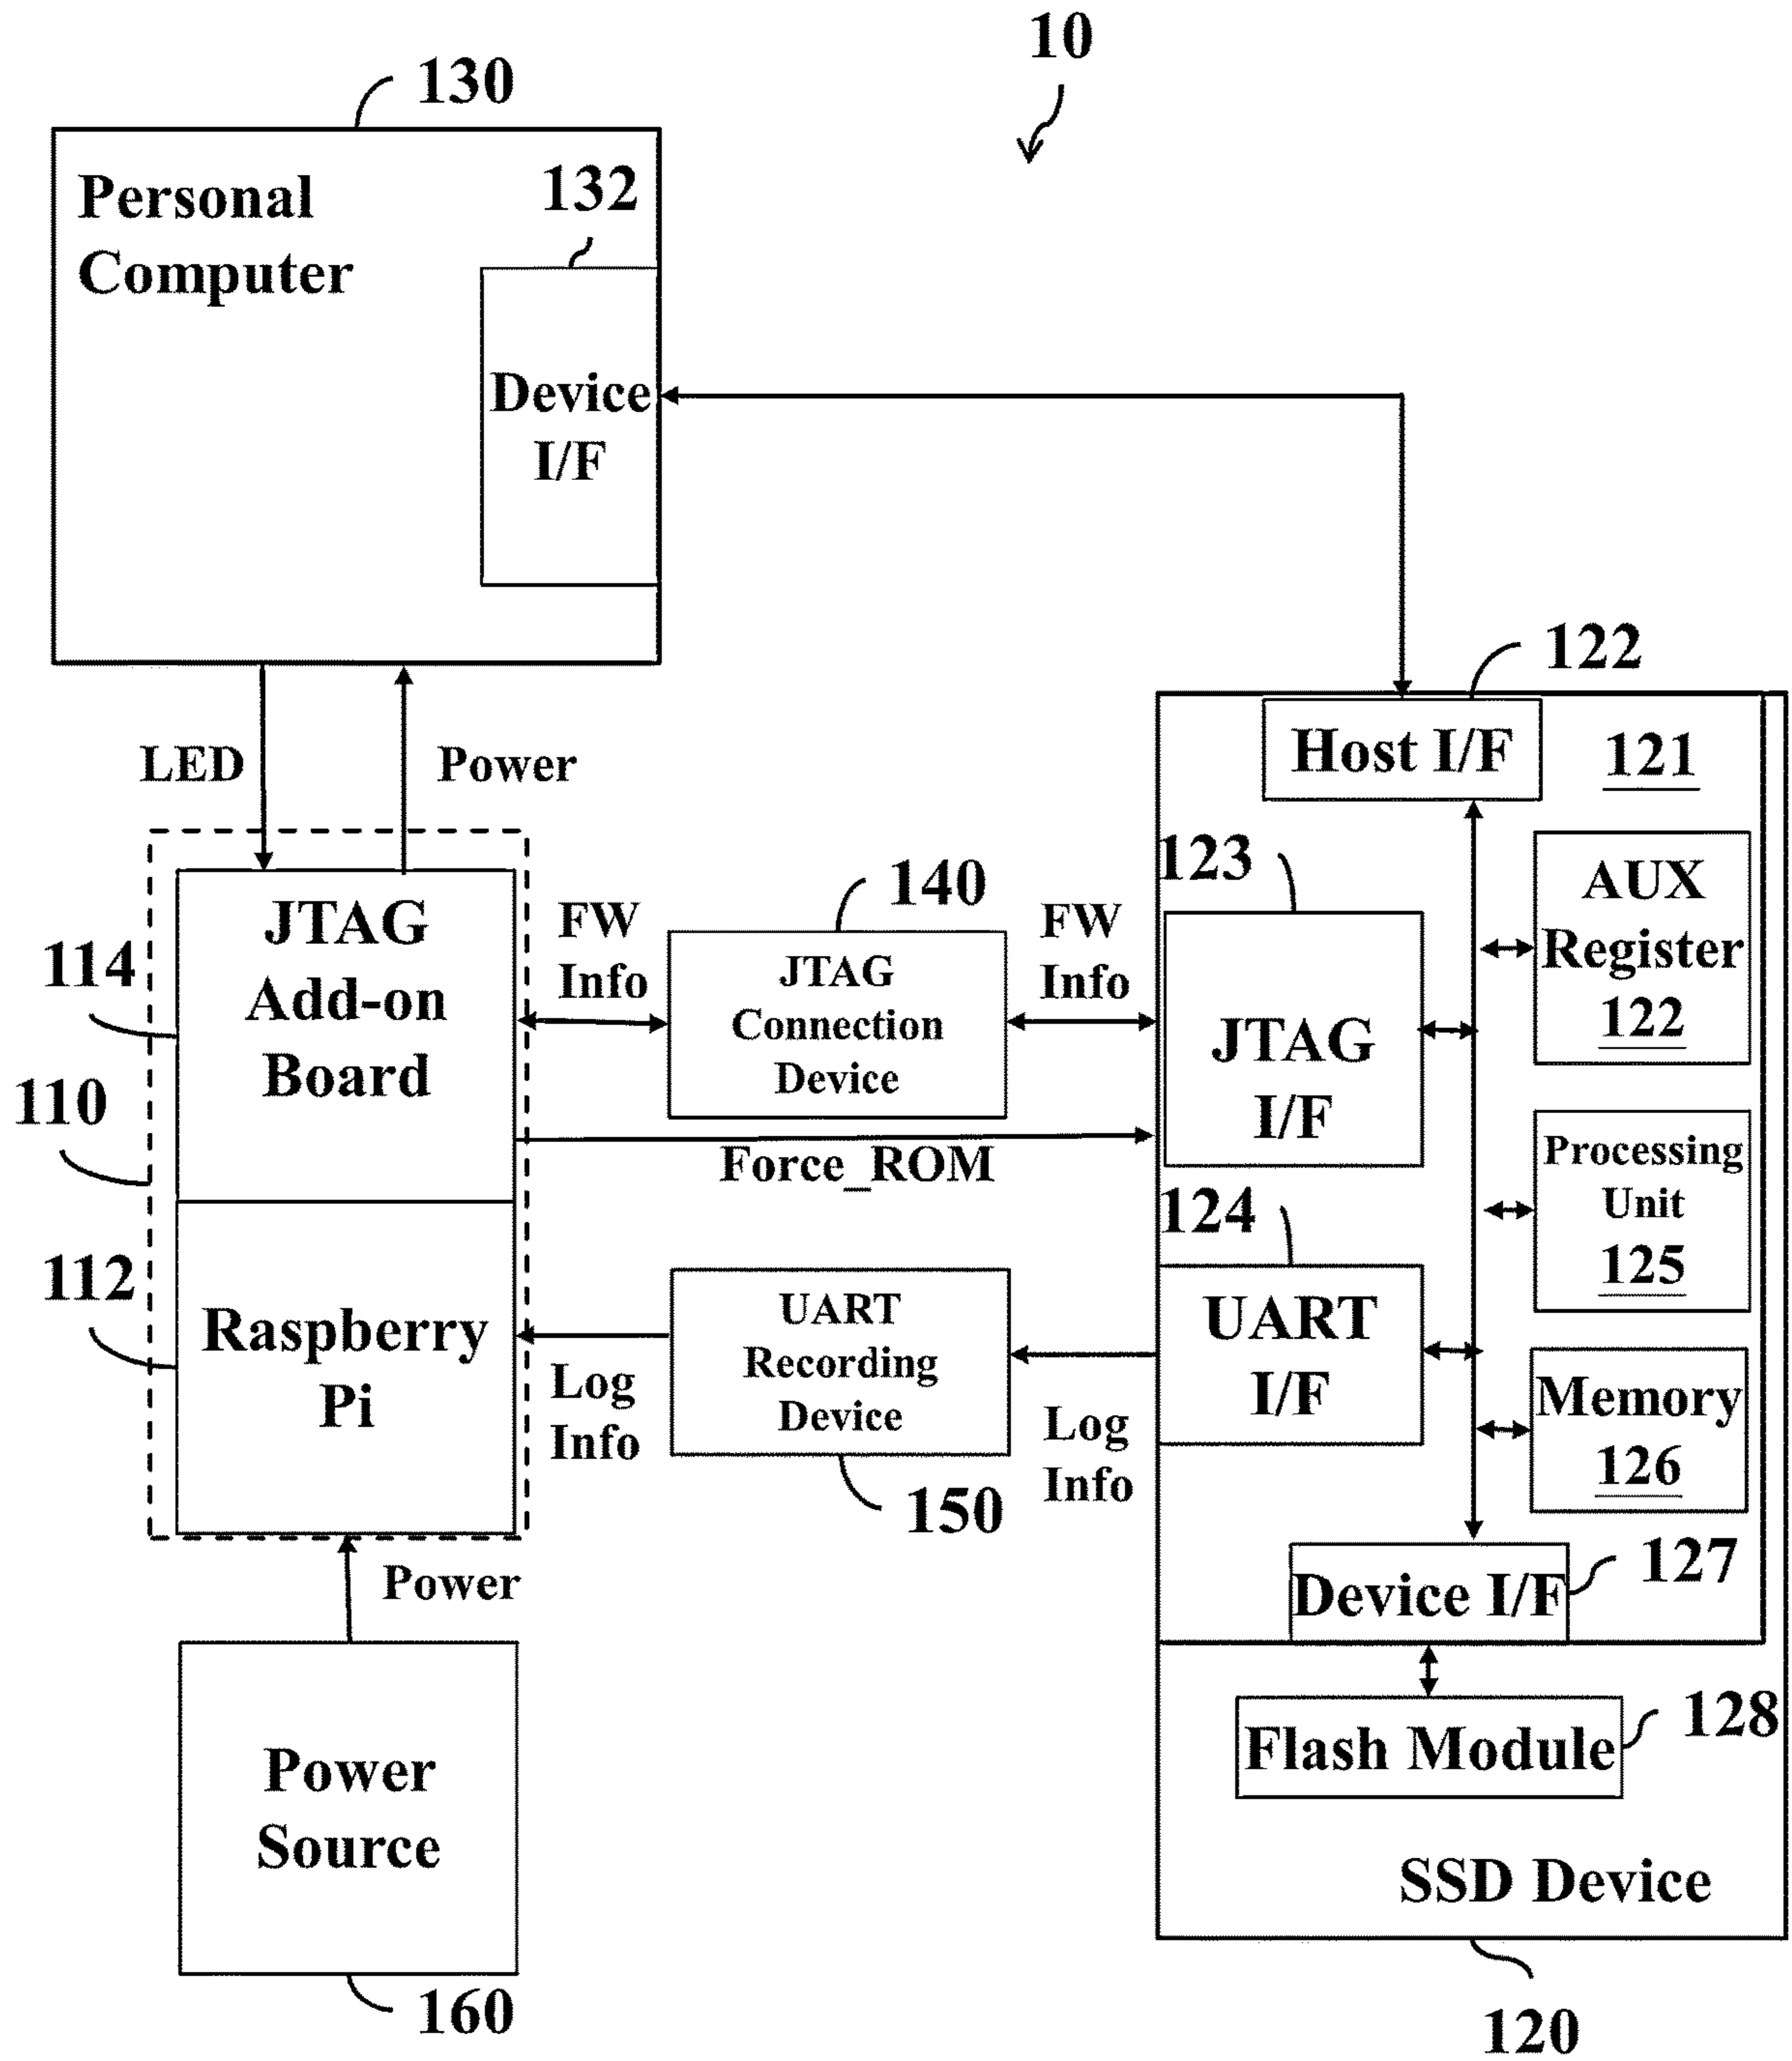 10
130
Personal
Computer
132
Device
I/F
LED
Power
122
Host I/F
121
123
AUX
Register
122
JTAG
I/F
140
FW
Info
JTAG
Connection
Device
FW
Info
114
JTAG
Add-on
Board
110
Force_ROM
Processing
Unit
125
124
UART
I/F
112
Raspberry
Pi
UART
Recording
Device
Log
Info
150
Log
Info
Memory
126
127
Device I/F
Power
128
Flash Module
Power
Source
160
SSD Device
120